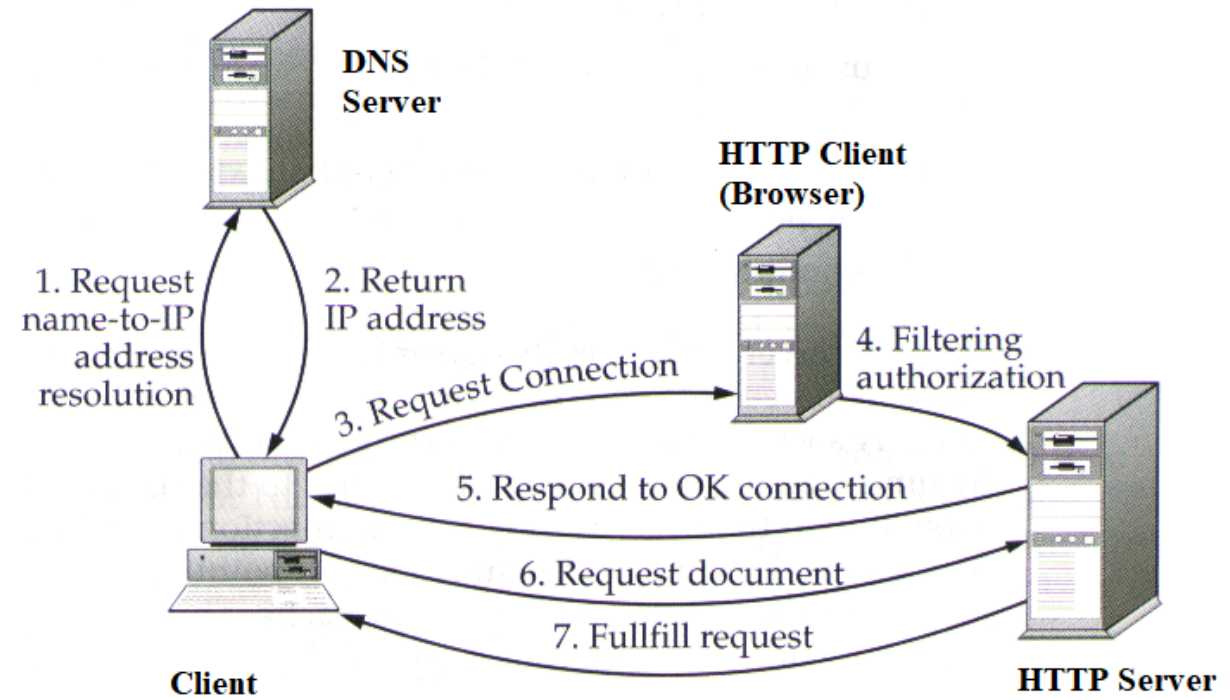 DNS
Server
HTTP Client
(Browser)
1. Request
name-to-IP
address
resolution
2. Return
IP address
3. Request Connection
4. Filtering
authorization
5. Respond to OK connection
6. Request document
7. Fullfill request
Client
HTTP Server